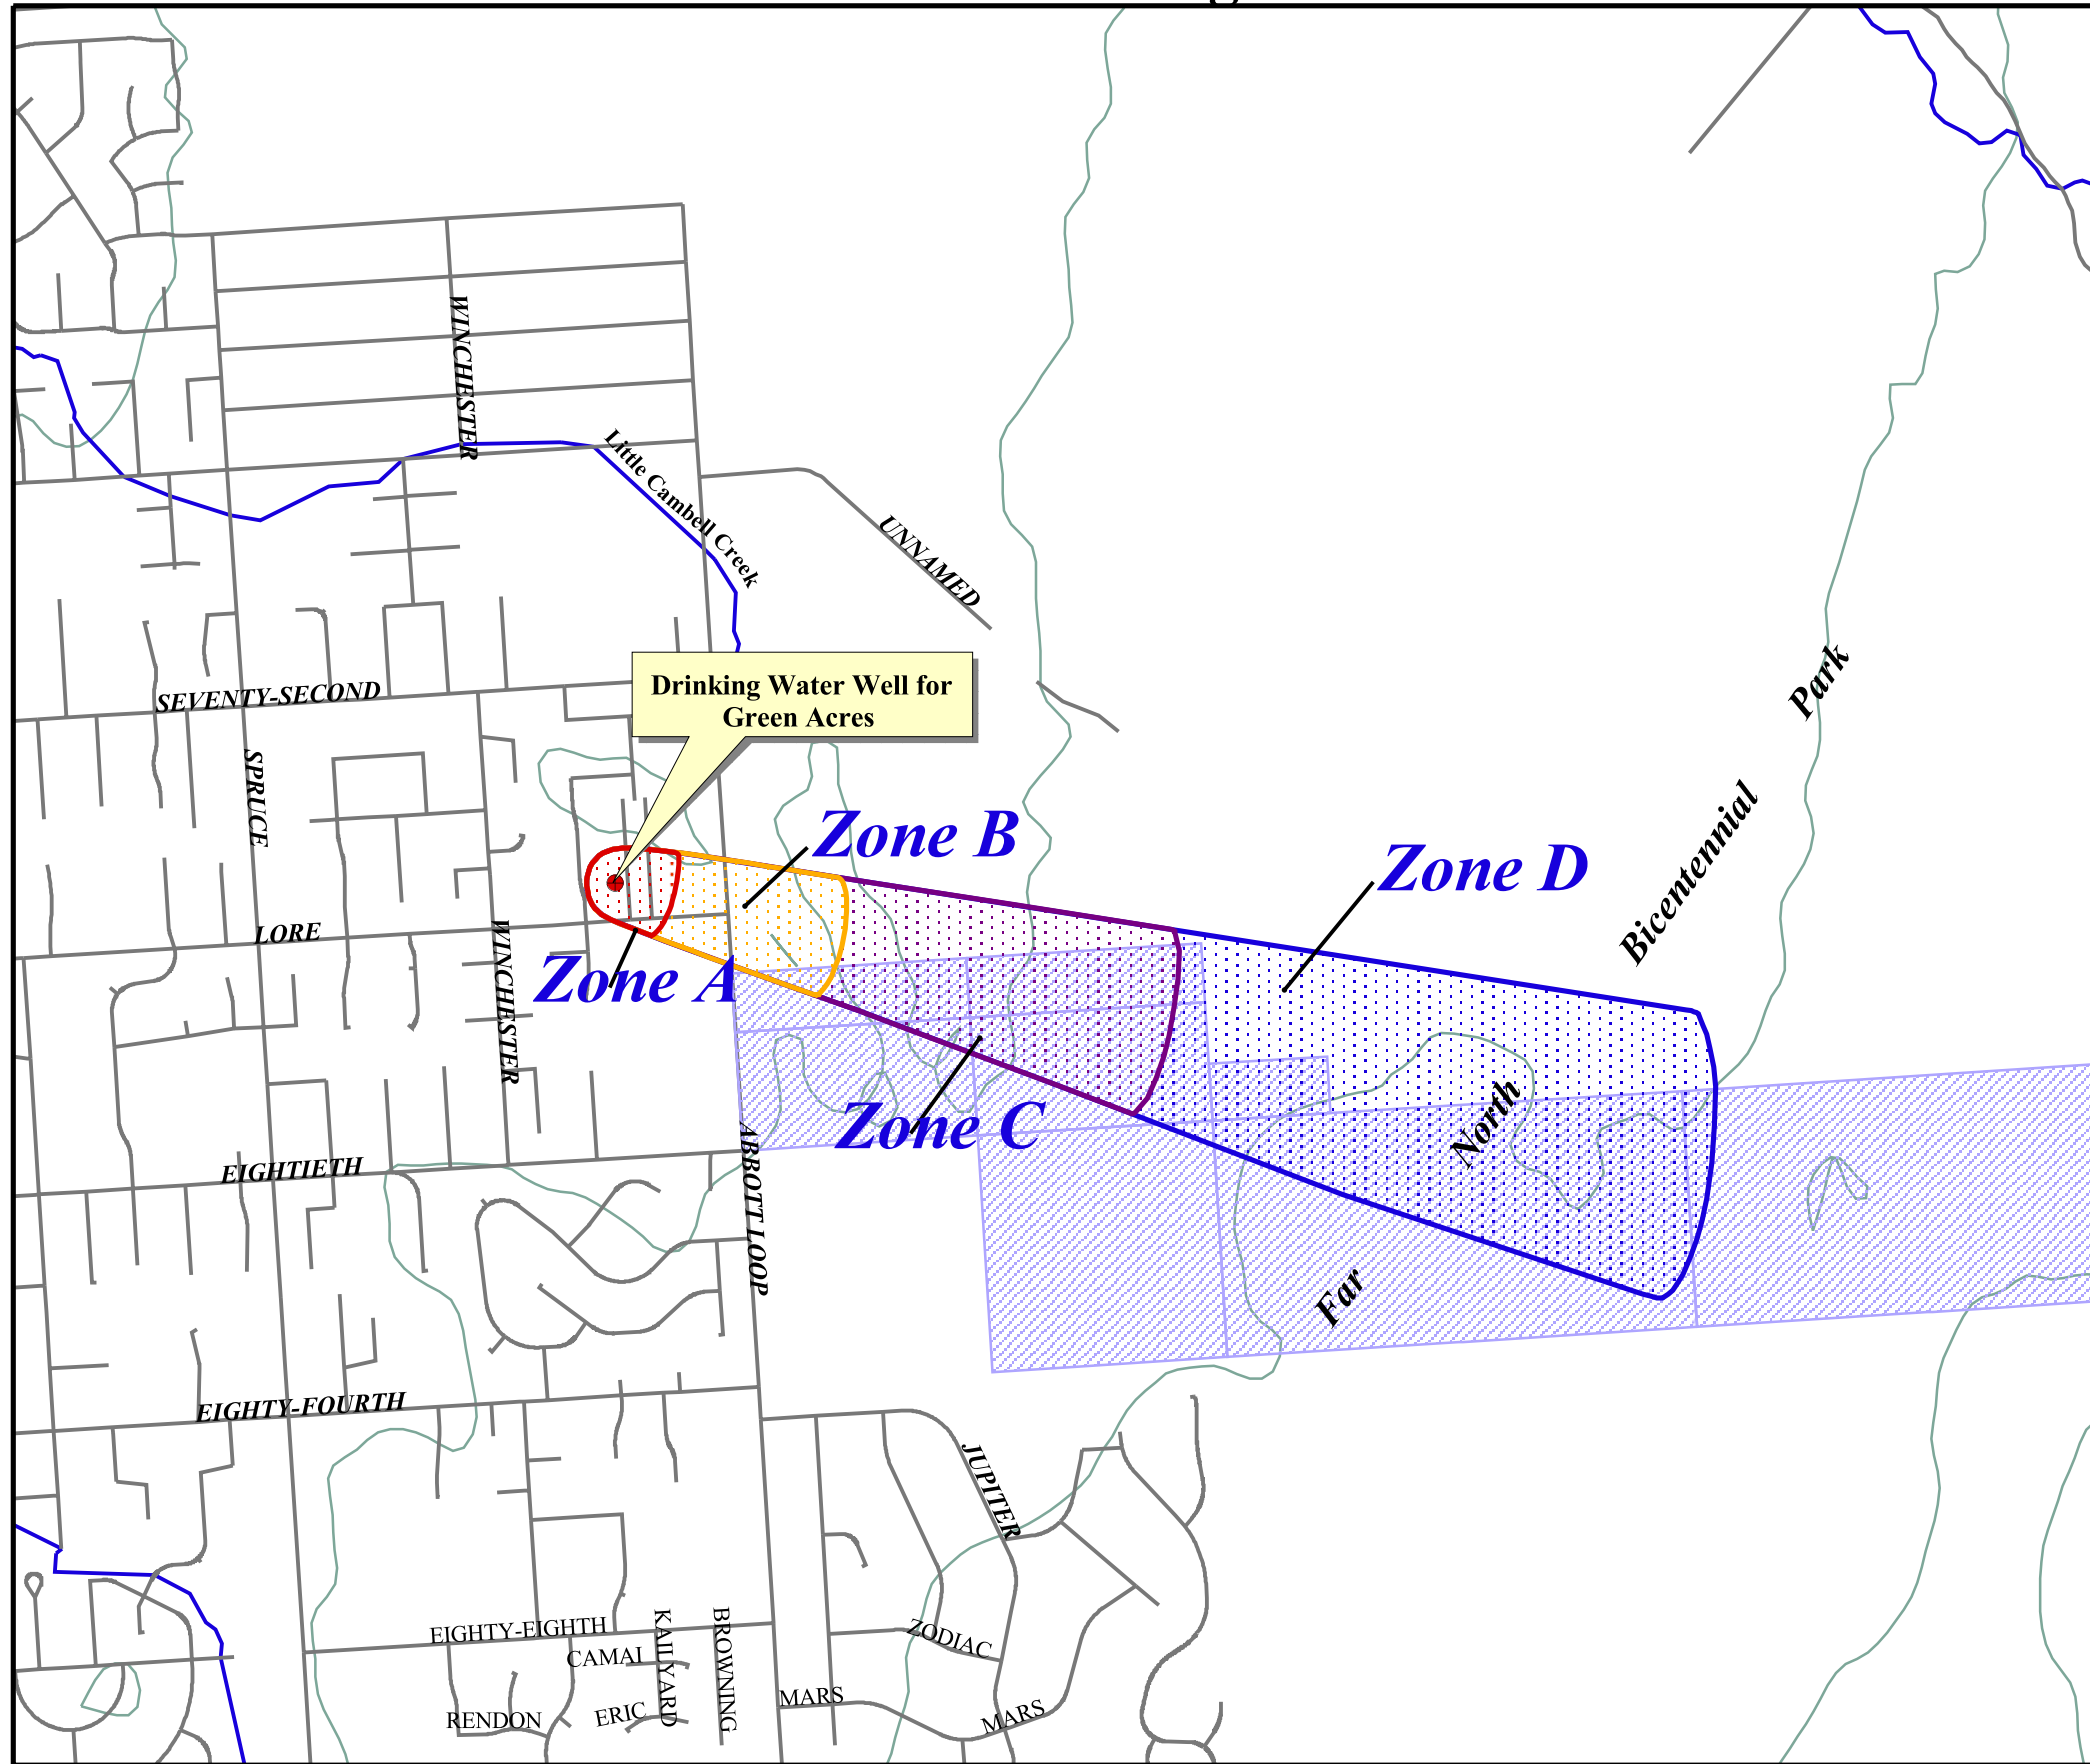 WINCHESTER
Little Cambell Creek
UNNAMED
SEVENTY-SECOND
Drinking Water Well for
Green Acres
Park
SPRUCE
Zone B
Zone D
Bicentennial
LORE
WINCHESTER
Zone A
North
Zone C
EIGHTIETH
ABBOTT LOOP
Far
EIGHTY-FOURTH
JUPITER
EIGHTY-EIGHTH
CAMAI
KAILYARD
BROWNING
ZODIAC
RENDON
ERIC
MARS
MARS